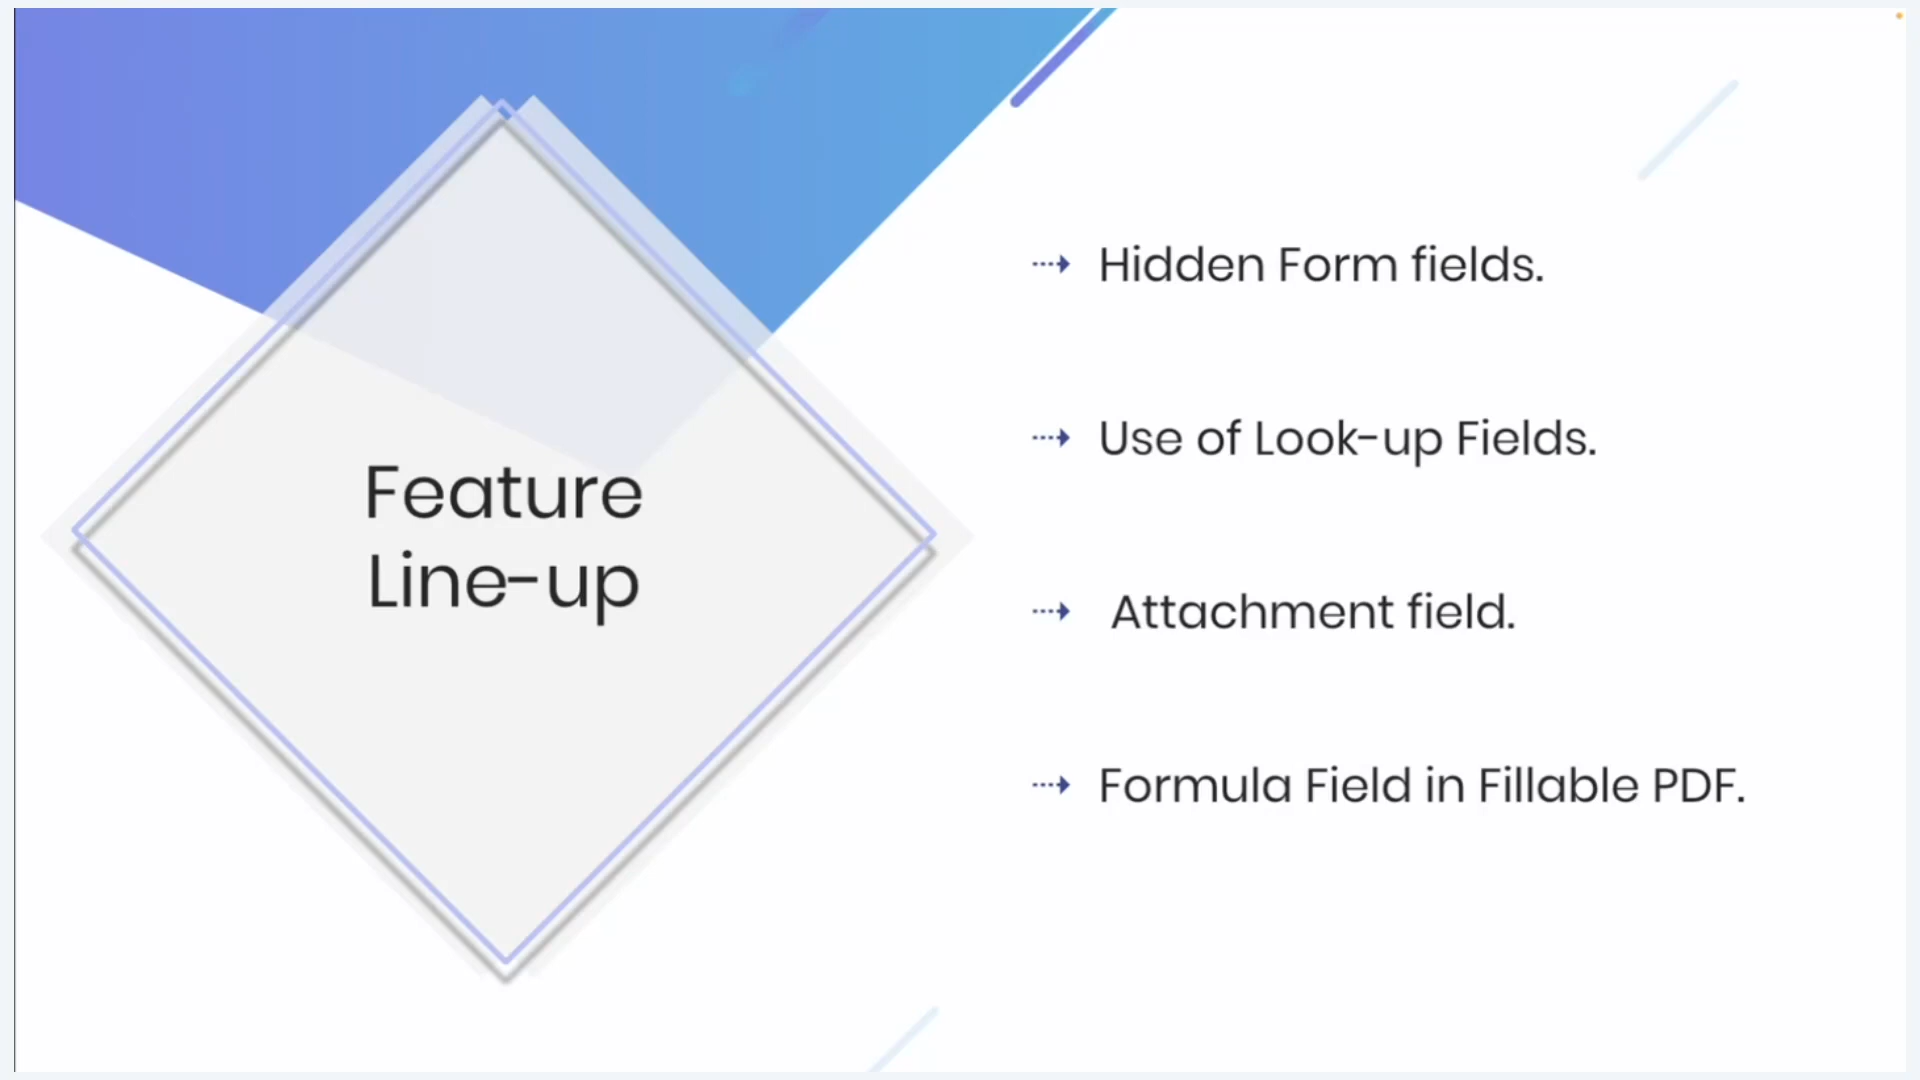 Feature
Line-up
Hidden Form fields.
Use of Look-up Fields.
Attachment field.
Formula Field in Fillable PDF.